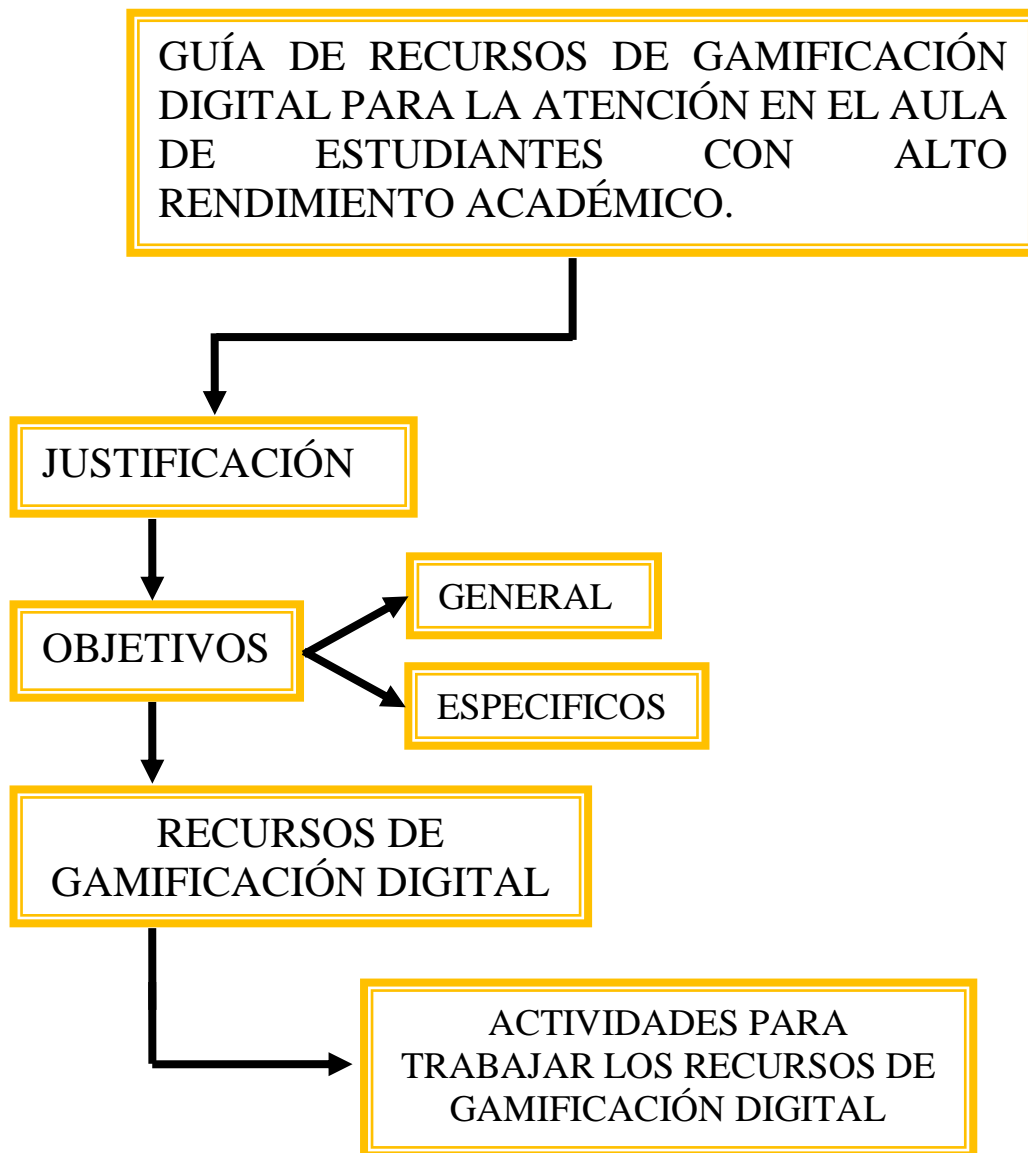 GUÍA DE RECURSOS DE GAMIFICACIÓN
DIGITAL PARA LA ATENCIÓN EN EL AULA
DE ESTUDIANTES CON ALTO
RENDIMIENTO ACADÉMICO.
JUSTIFICACIÓN
OBJETIVOS
GENERAL
ESPECIFICOS
RECURSOS DE
GAMIFICACIÓN DIGITAL
ACTIVIDADES PARA
TRABAJAR LOS RECURSOS DE
GAMIFICACIÓN DIGITAL